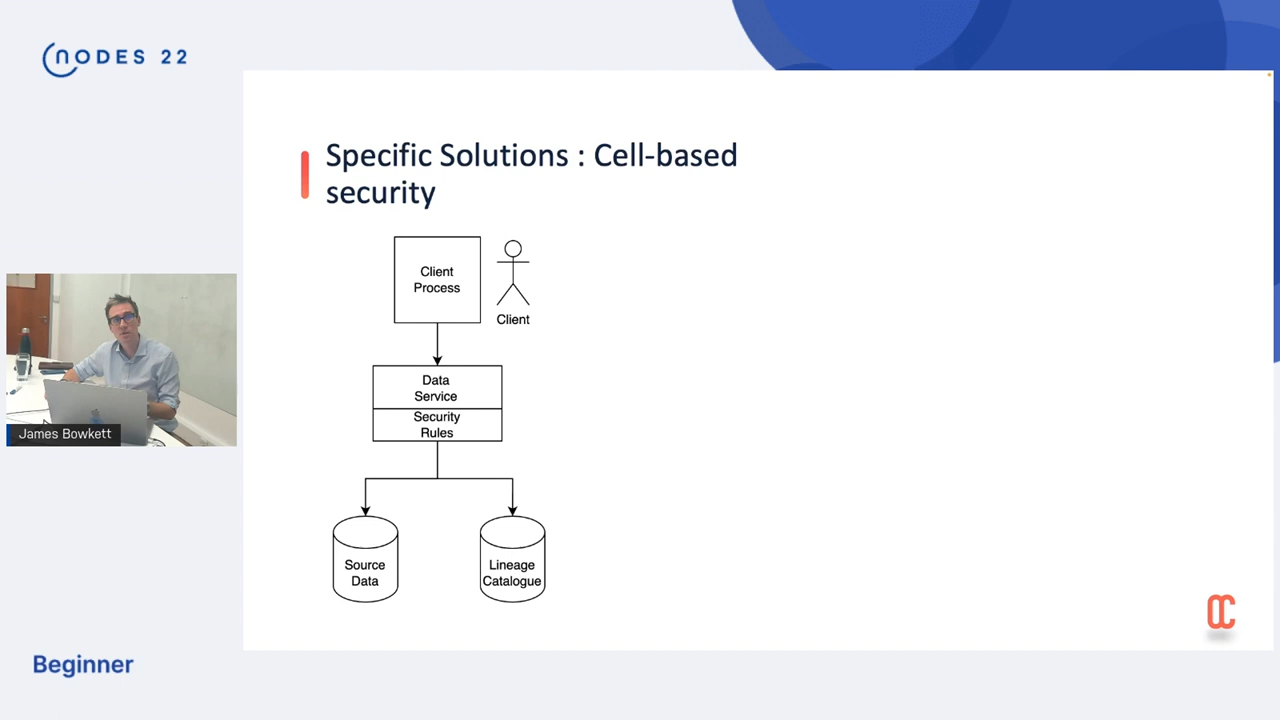 NODES 22
Specific Solutions : Cell-based
security
Client
Process
Client
Data
Service
Security
Rules
Source
Data
Lineage
Catalogue
James Bowkett
Beginner